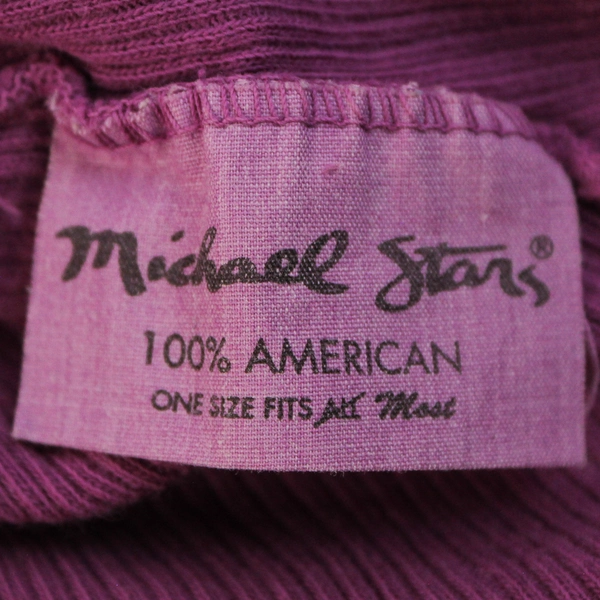 Michael Stars®
100% AMERICAN
ONE SIZE FITS ALL Most